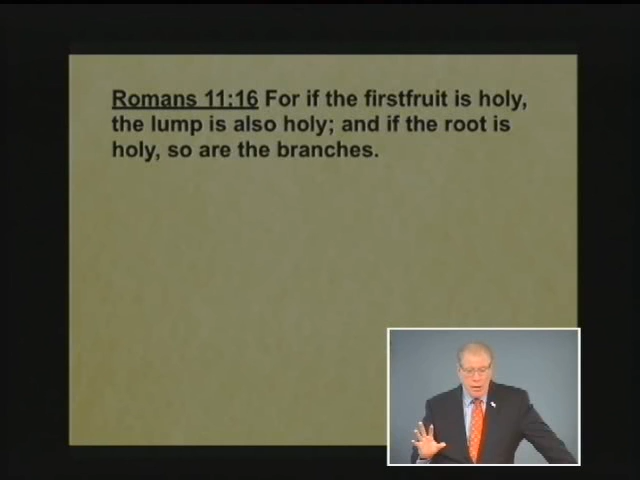 Romans 11:16 For if the firstfruit is holy,
the lump is also holy; and if the root is
holy, so are the branches.